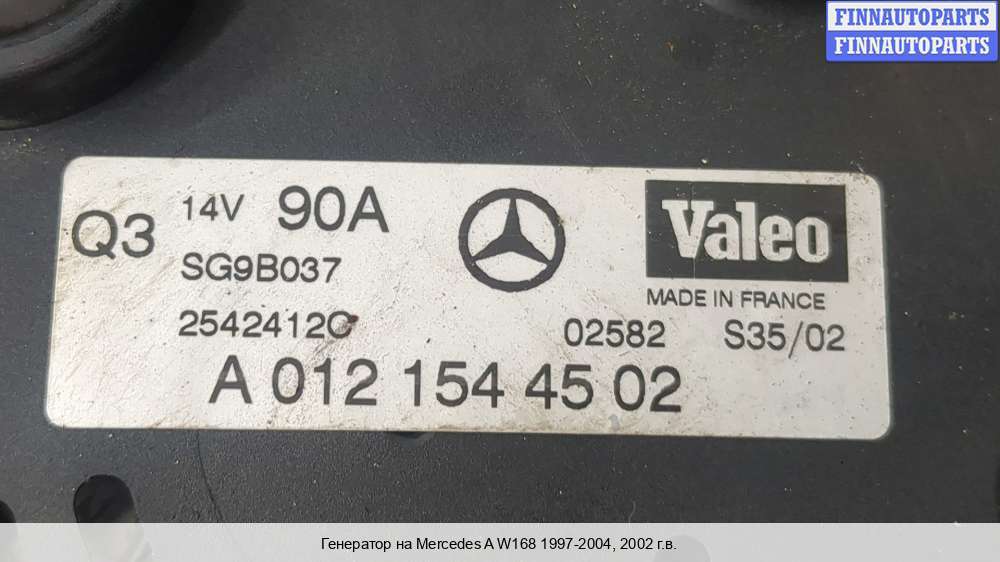 FINNAUTOPARTS
FINNAUTOPARTS
Q3 14V 90A
Valeo
SG9B037
MADE IN FRANCE
2542412C 02582 S35/02
A 012 154 45 02
Генератор на Mercedes A W168 1997-2004, 2002 г.в.